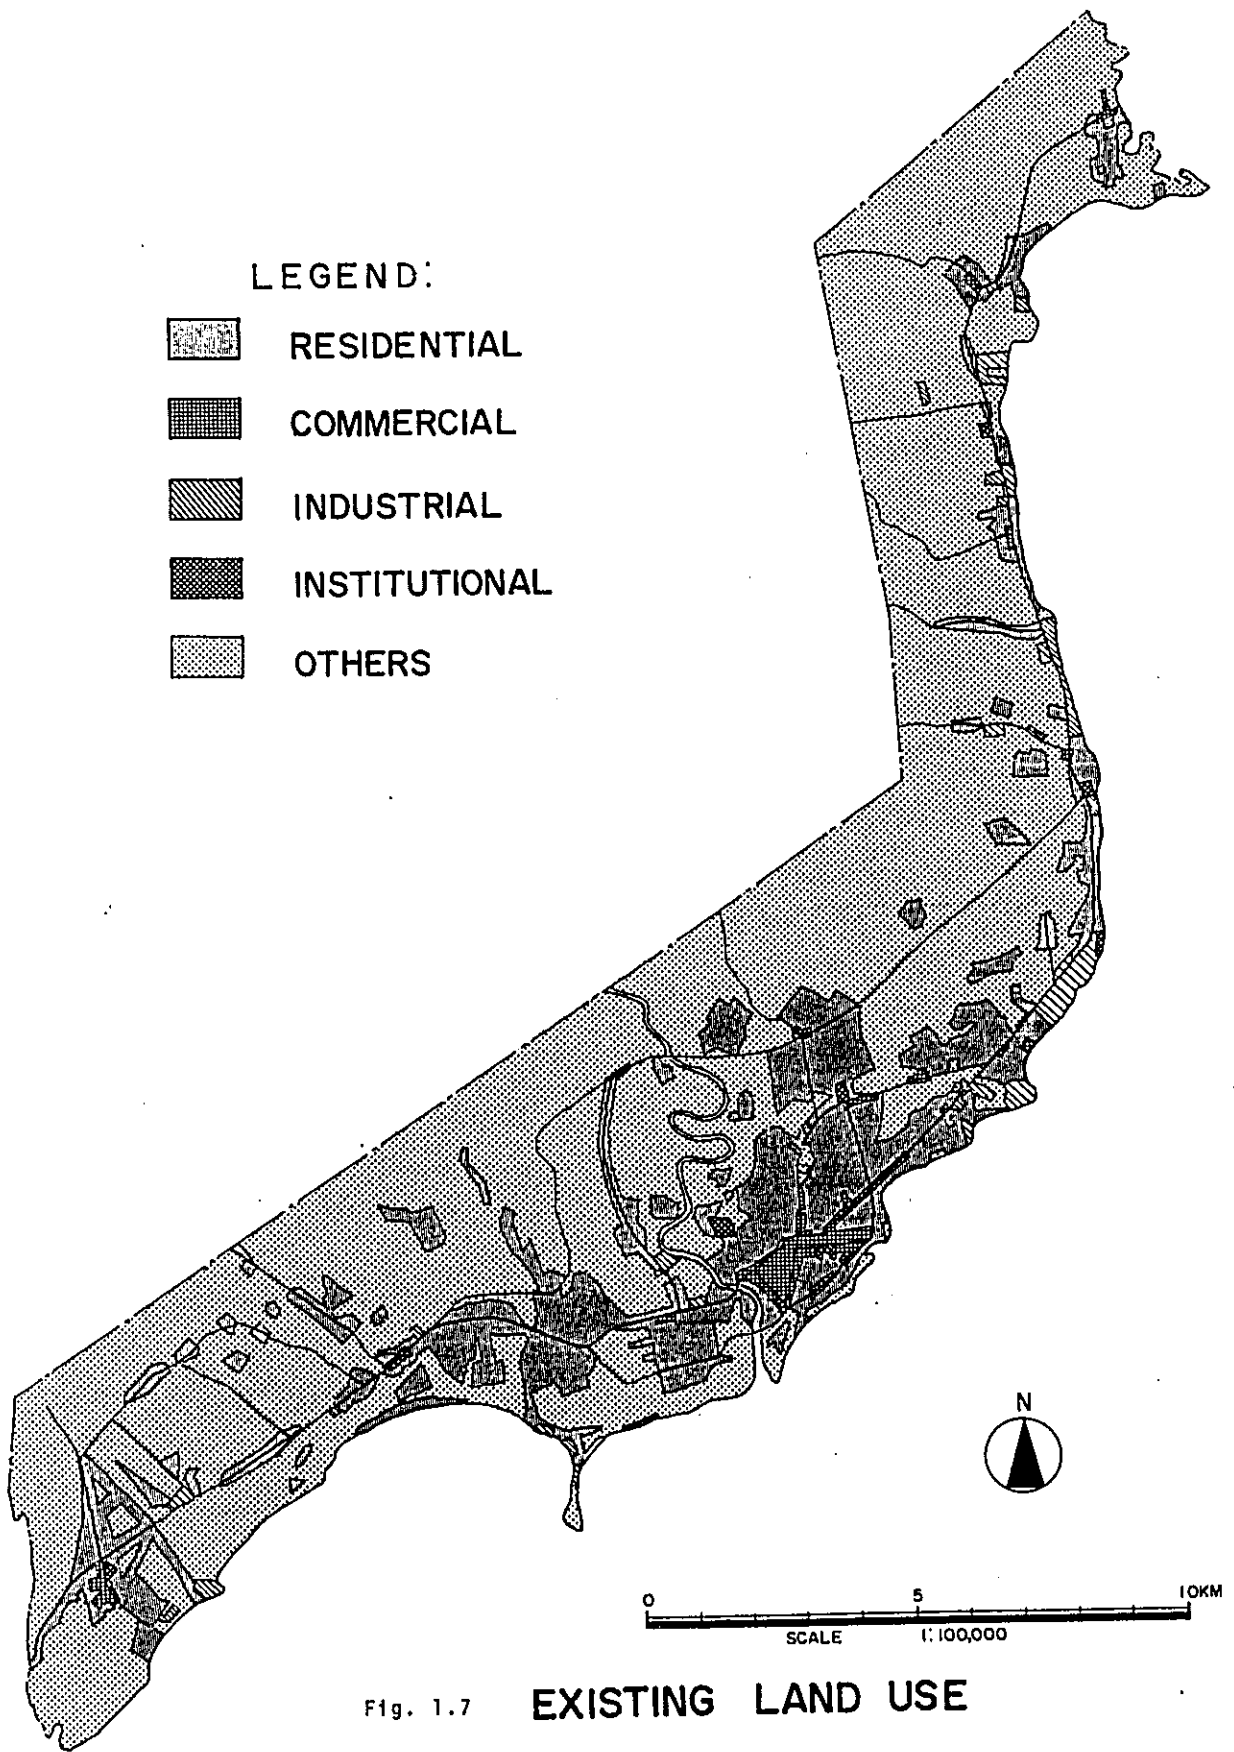 LEGEND:
RESIDENTIAL
COMMERCIAL
INDUSTRIAL
INSTITUTIONAL
OTHERS
N
0 5 10KM
SCALE 1:100,000
Fig. 1.7 EXISTING LAND USE